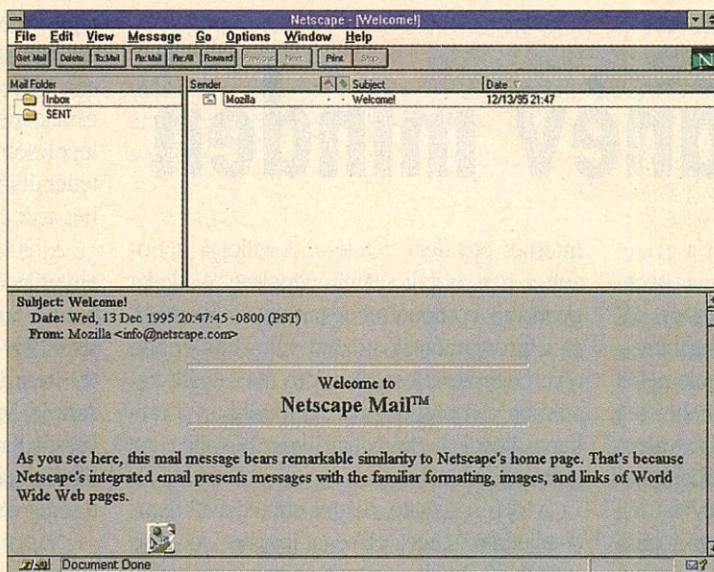 Netscape - [Welcome!]
File Edit View Message Go Options Window Help
Get Mail Delete To:Mail Re:Mail Re:All Forward Previous Next Print Stop
N
Mail Folder
Inbox
SENT
Sender Subject Date
Mozilla Welcome! 12/13/95 21:47
Subject: Welcome!
Date: Wed, 13 Dec 1995 20:47:45 -0800 (PST)
From: Mozilla <info@netscape.com>
Welcome to
Netscape Mail™
As you see here, this mail message bears remarkable similarity to Netscape's home page. That's because
Netscape's integrated email presents messages with the familiar formatting, images, and links of World
Wide Web pages.
Document Done